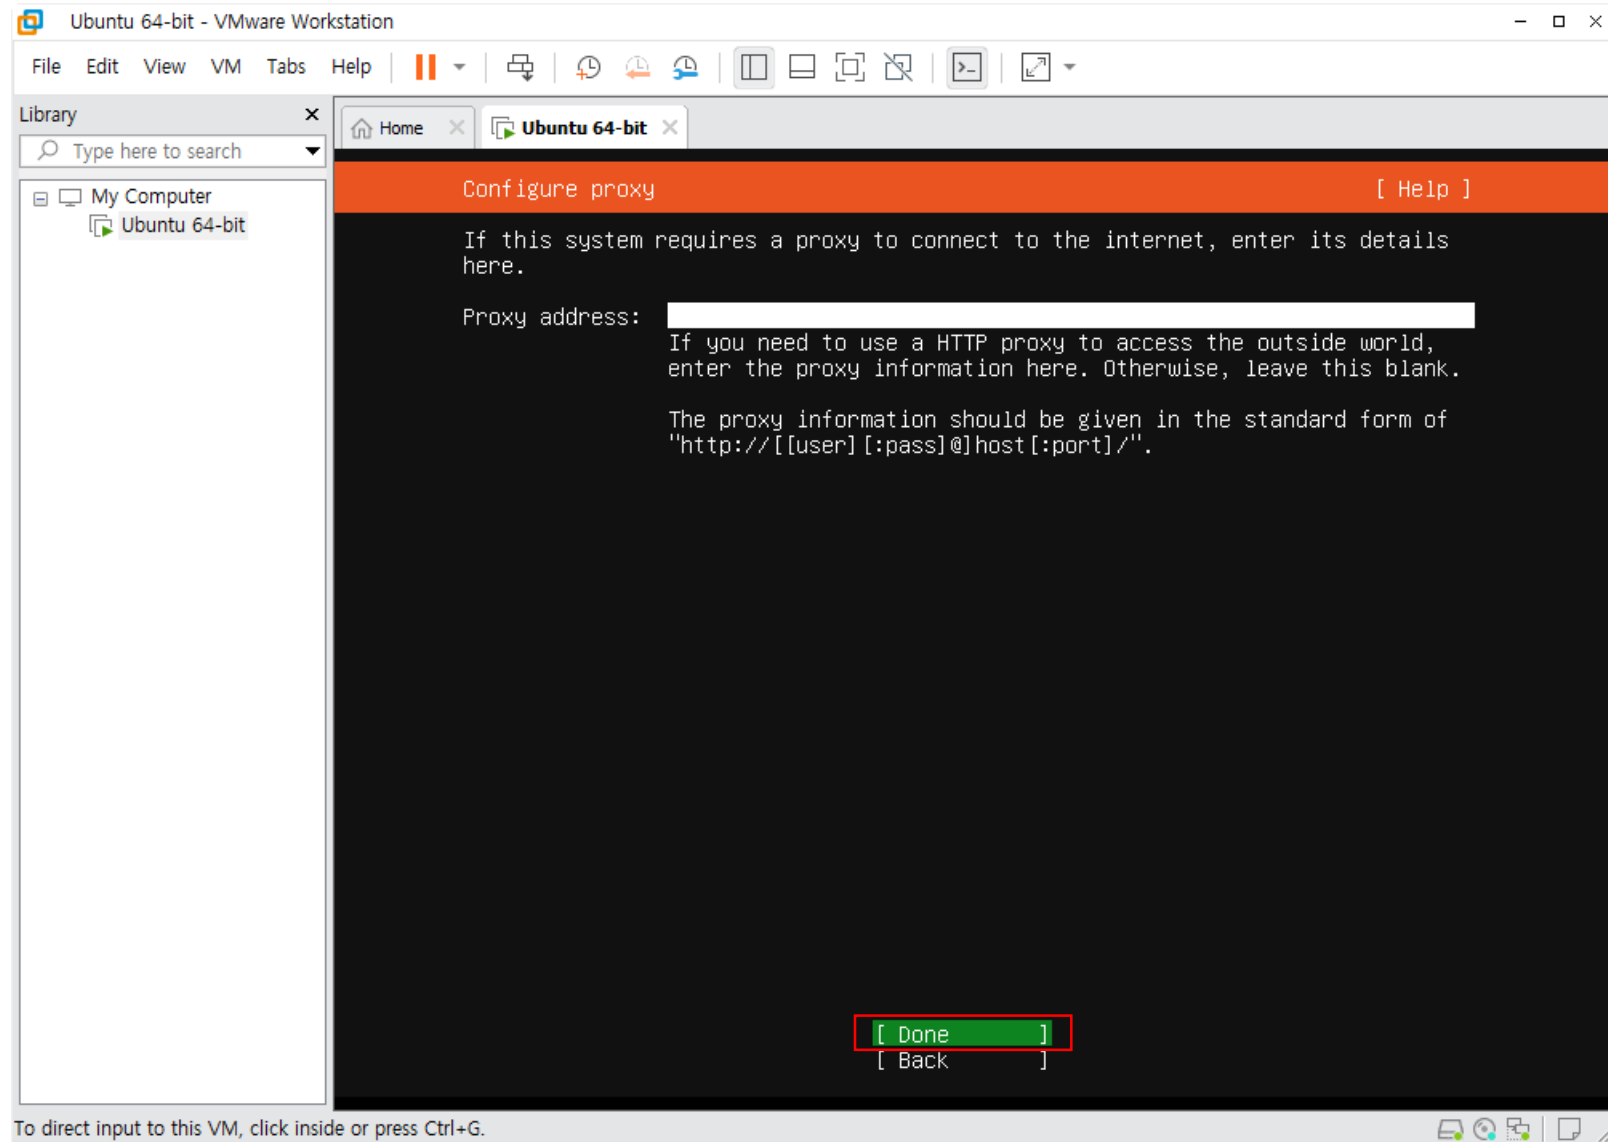 Ubuntu 64-bit - VMware Workstation
File Edit View VM Tabs Help
Library
Home
Ubuntu 64-bit
Type here to search
My Computer
Ubuntu 64-bit
Configure proxy [ Help ]
If this system requires a proxy to connect to the internet, enter its details
here.
Proxy address:
If you need to use a HTTP proxy to access the outside world,
enter the proxy information here. Otherwise, leave this blank.
The proxy information should be given in the standard form of
"http://[[user][:pass]@]host[:port]/".
[ Done ]
[ Back ]
To direct input to this VM, click inside or press Ctrl+G.